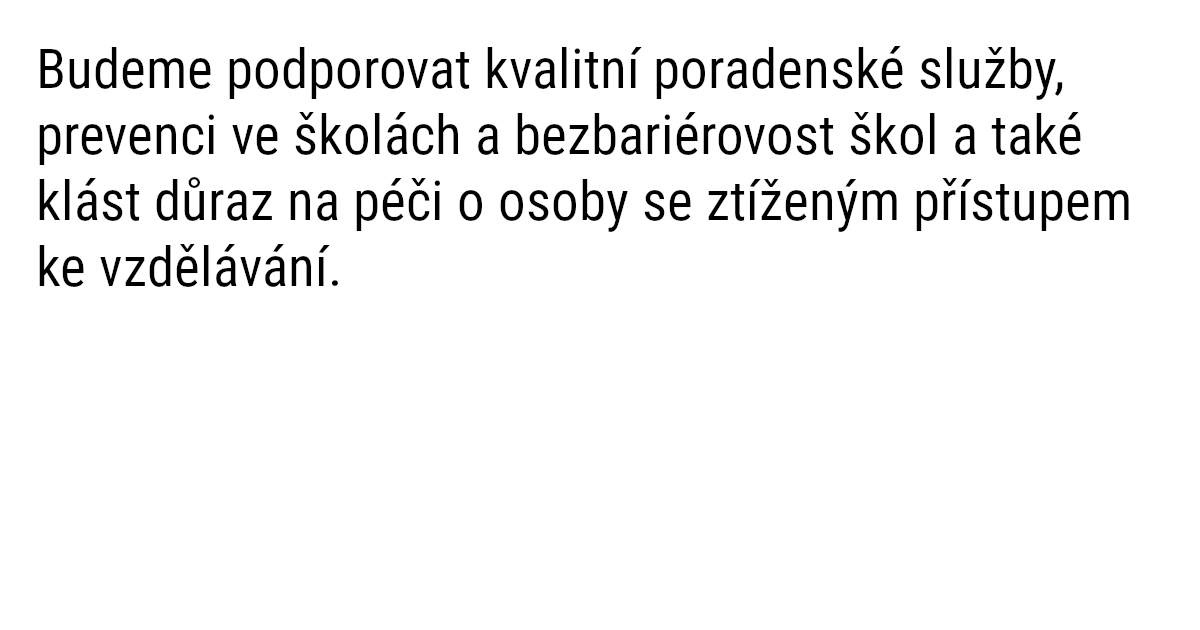 Budeme podporovat kvalitní poradenské služby,
prevenci ve školách a bezbariérovost škol a také
klást důraz na péči o osoby se ztíženým přístupem
ke vzdělávání.